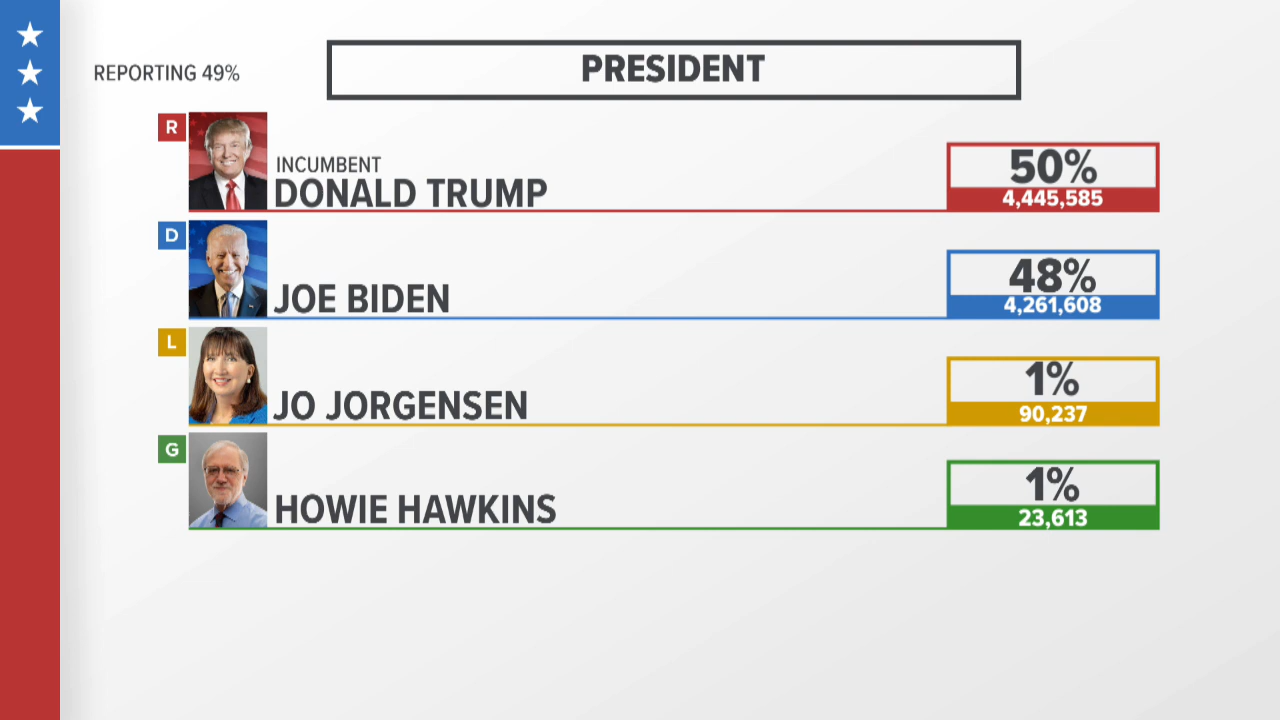 REPORTING 49%
PRESIDENT
R
INCUMBENT
DONALD TRUMP
50%
4,445,585
D
JOE BIDEN
48%
4,261,608
L
JO JORGENSEN
1%
90,237
G
HOWIE HAWKINS
1%
23,613